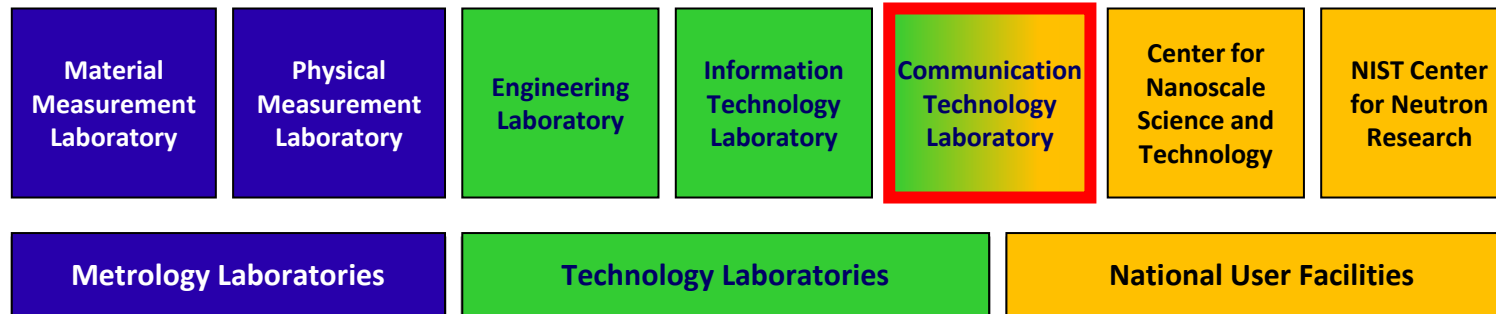 Material
Measurement
Laboratory
Physical
Measurement
Laboratory
Engineering
Laboratory
Information
Technology
Laboratory
Communication
Technology
Laboratory
Center for
Nanoscale
Science and
Technology
NIST Center
for Neutron
Research
Metrology Laboratories
Technology Laboratories
National User Facilities